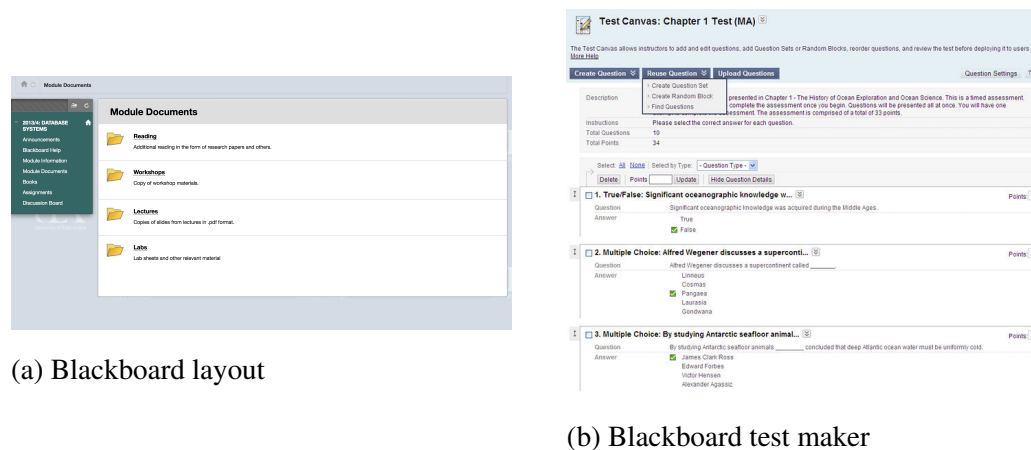 Module Documents
2013/4: DATABASE SYSTEMS
Announcements
Blackboard Help
Module Information
Module Documents
Books
Assignments
Discussion Board
Module Documents
Reading
Additional reading in the form of research papers and others.
Workshops
Copy of workshop materials.
Lectures
Copies of slides from lectures in .pdf format.
Labs
Lab sheets and other relevant material
(a) Blackboard layout
Test Canvas: Chapter 1 Test (MA)
The Test Canvas allows instructors to add and edit questions, add Question Sets or Random Blocks, reorder questions, and review the test before deploying it to users.
More Help
Create Question Reuse Question Upload Questions Question Settings
Create Question Set
Create Random Block
Find Questions
Description presented in Chapter 1 - The History of Ocean Exploration and Ocean Science. This is a timed assessment.
complete the assessment once you begin. Questions will be presented all at once. You will have one
assessment. The assessment is comprised of a total of 33 points.
Instructions Please select the correct answer for each question.
Total Questions 10
Total Points 34
Select: All None Select by Type: - Question Type -
Delete Points Update Hide Question Details
1. True/False: Significant oceanographic knowledge w... Points:
Question Significant oceanographic knowledge was acquired during the Middle Ages.
Answer True
False
2. Multiple Choice: Alfred Wegener discusses a superconti... Points:
Question Alfred Wegener discusses a supercontinent called _______.
Answer Linneus
Cosmas
Pangaea
Laurasia
Gondwana
3. Multiple Choice: By studying Antarctic seafloor animal... Points:
Question By studying Antarctic seafloor animals ________ concluded that deep Atlantic ocean water must be uniformly cold.
Answer James Clark Ross
Edward Forbes
Victor Hensen
Alexander Agassiz
(b) Blackboard test maker